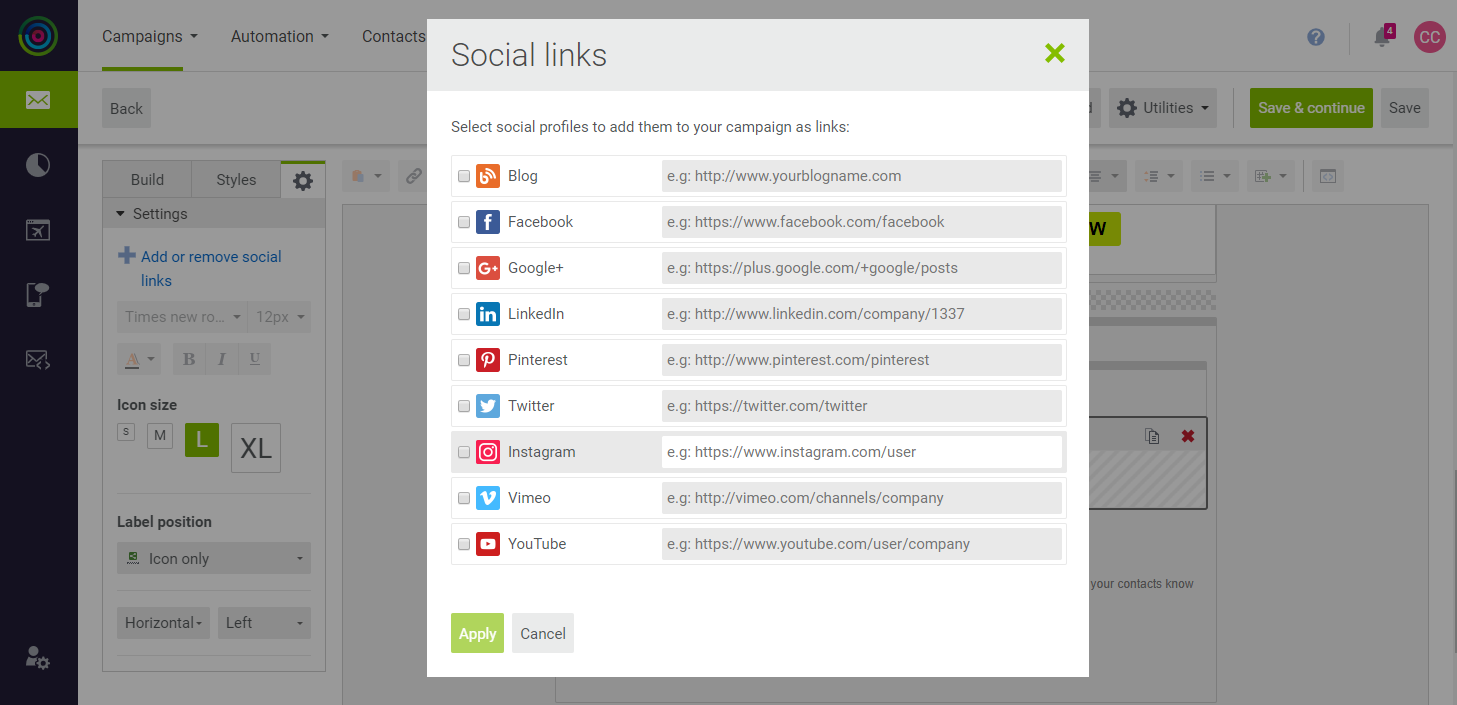 Campaigns
Automation
Contacts
4
CC
Social links
Back
Utilities
Save & continue
Save
Select social profiles to add them to your campaign as links:
Build
Styles
Settings
Add or remove social
links
Times new ro...
12px
A
B
I
U
Icon size
S
M
L
XL
Label position
Icon only
Horizontal
Left
Blog
e.g: http://www.yourblogname.com
Facebook
e.g: https://www.facebook.com/facebook
Google+
e.g: https://plus.google.com/+google/posts
LinkedIn
e.g: http://www.linkedin.com/company/1337
Pinterest
e.g: http://www.pinterest.com/pinterest
Twitter
e.g: https://twitter.com/twitter
Instagram
e.g: https://www.instagram.com/user
Vimeo
e.g: http://vimeo.com/channels/company
YouTube
e.g: https://www.youtube.com/user/company
Apply
Cancel
W
your contacts know